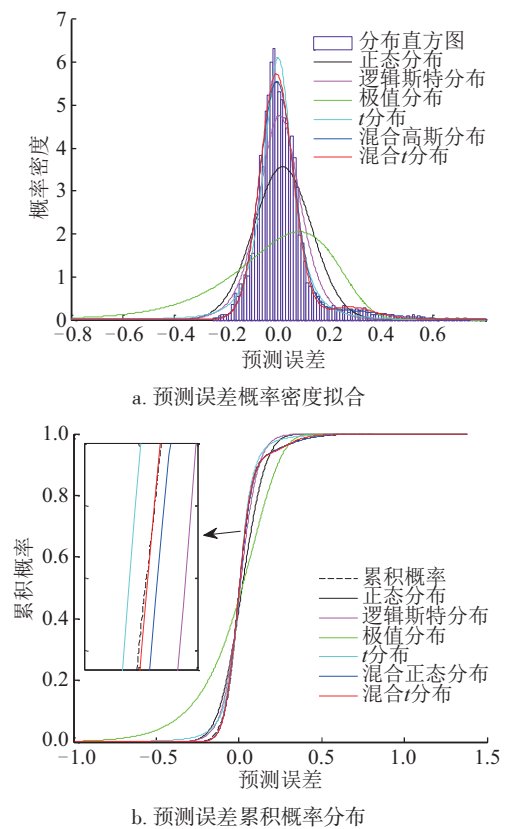 7
6
5
4
3
2
1
0
概率密度
分布直方图
正态分布
逻辑斯特分布
极值分布
t分布
混合高斯分布
混合t分布
−0.8 −0.6 −0.4 −0.2 0.0 0.2 0.4 0.6
预测误差
a. 预测误差概率密度拟合
1.0
0.8
0.6
0.4
0.2
0.0
累积概率
累积概率
正态分布
逻辑斯特分布
极值分布
t分布
混合正态分布
混合t分布
−1.0 −0.5 0.0 0.5 1.0 1.5
预测误差
b. 预测误差累积概率分布